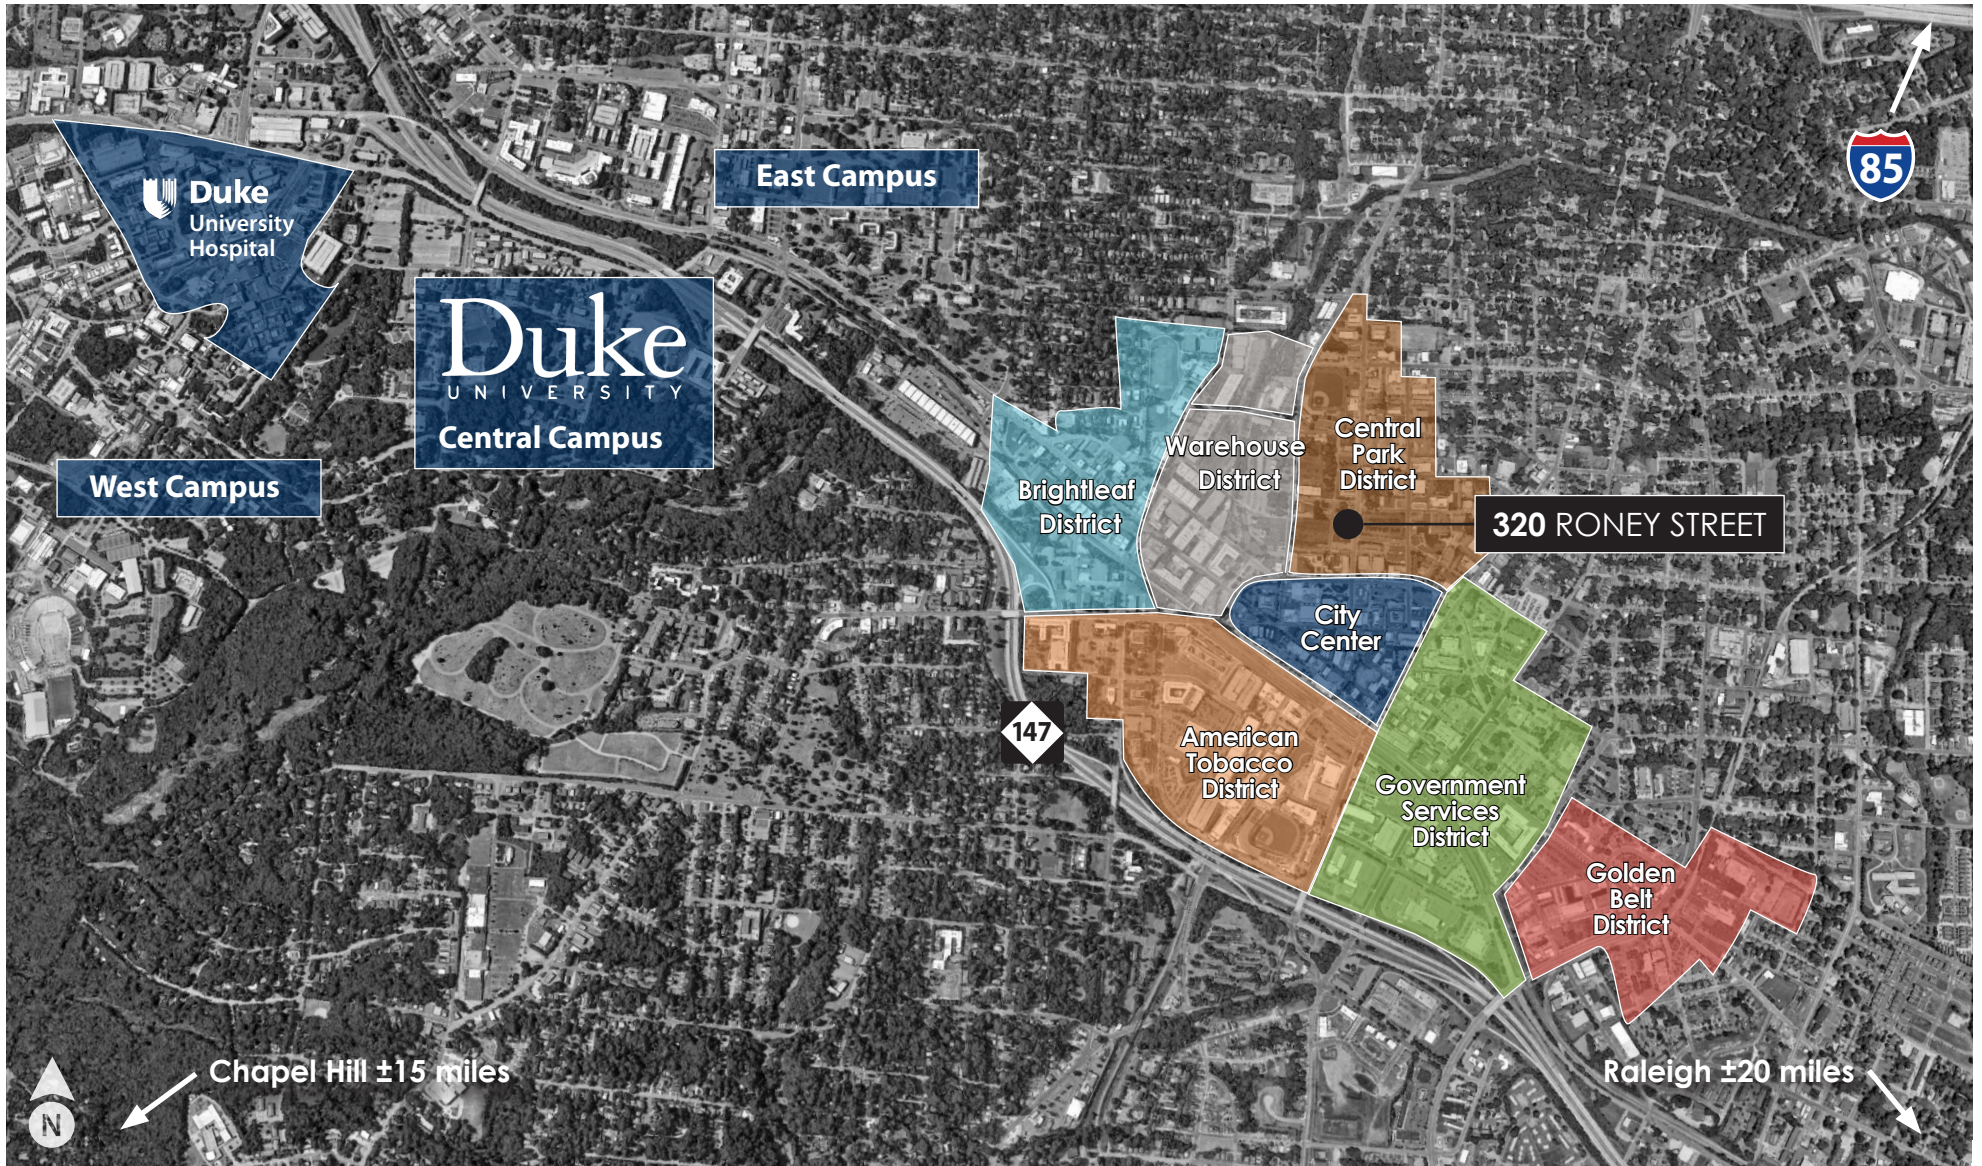 85
East Campus
Duke
University
Hospital
Duke
UNIVERSITY
Central Campus
West Campus
Central
Park
District
Warehouse
District
Brightleaf
District
320 RONEY STREET
City
Center
147
American
Tobacco
District
Government
Services
District
Golden
Belt
District
Chapel Hill ±15 miles
Raleigh ±20 miles
N